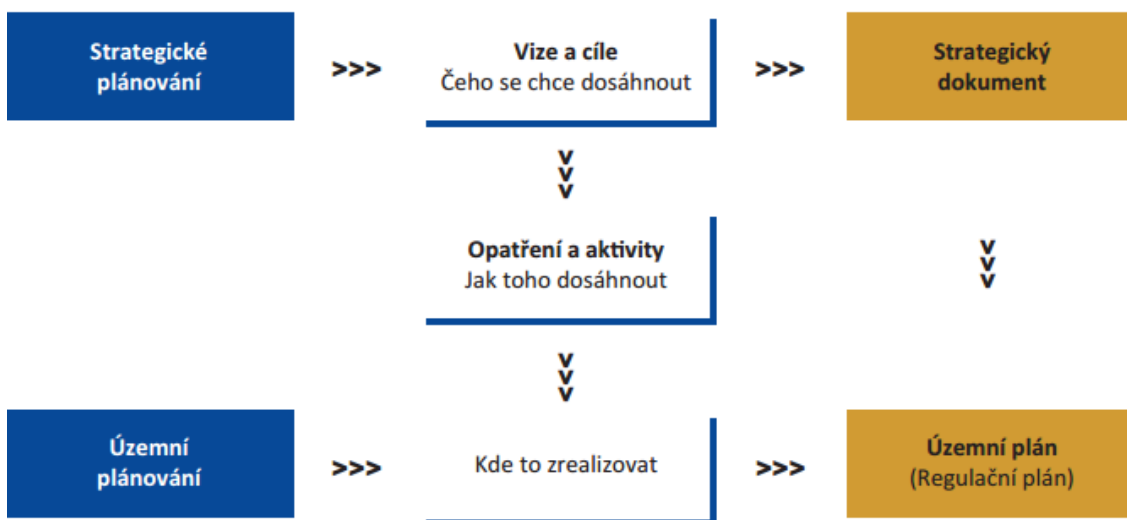 Strategické
plánování
>>>
Vize a cíle
Čeho se chce dosáhnout
>>>
Strategický
dokument
>>>
Opatření a aktivity
Jak toho dosáhnout
>>>
>>>
Územní
plánování
>>>
Kde to zrealizovat
>>>
Územní plán
(Regulační plán)